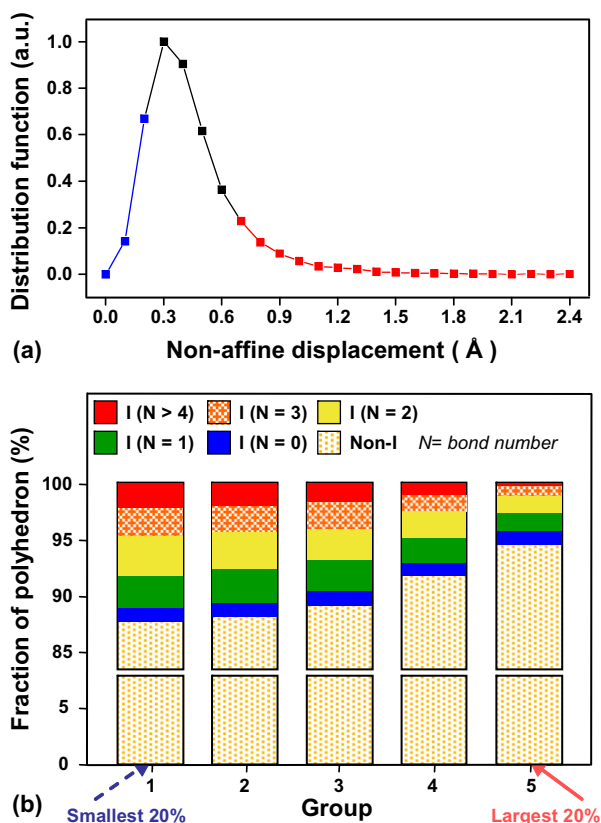 Distribution function (a.u.)
1.0
0.8
0.6
0.4
0.2
0.0
0.0 0.3 0.6 0.9 1.2 1.5 1.8 2.1 2.4
(a) Non-affine displacement ( Å )
I (N > 4) I (N = 3) I (N = 2)
I (N = 1) I (N = 0) Non-I N= bond number
Fraction of polyhedron (%)
100
95
90
85
5
0
1 2 3 4 5
(b) Smallest 20% Group Largest 20%